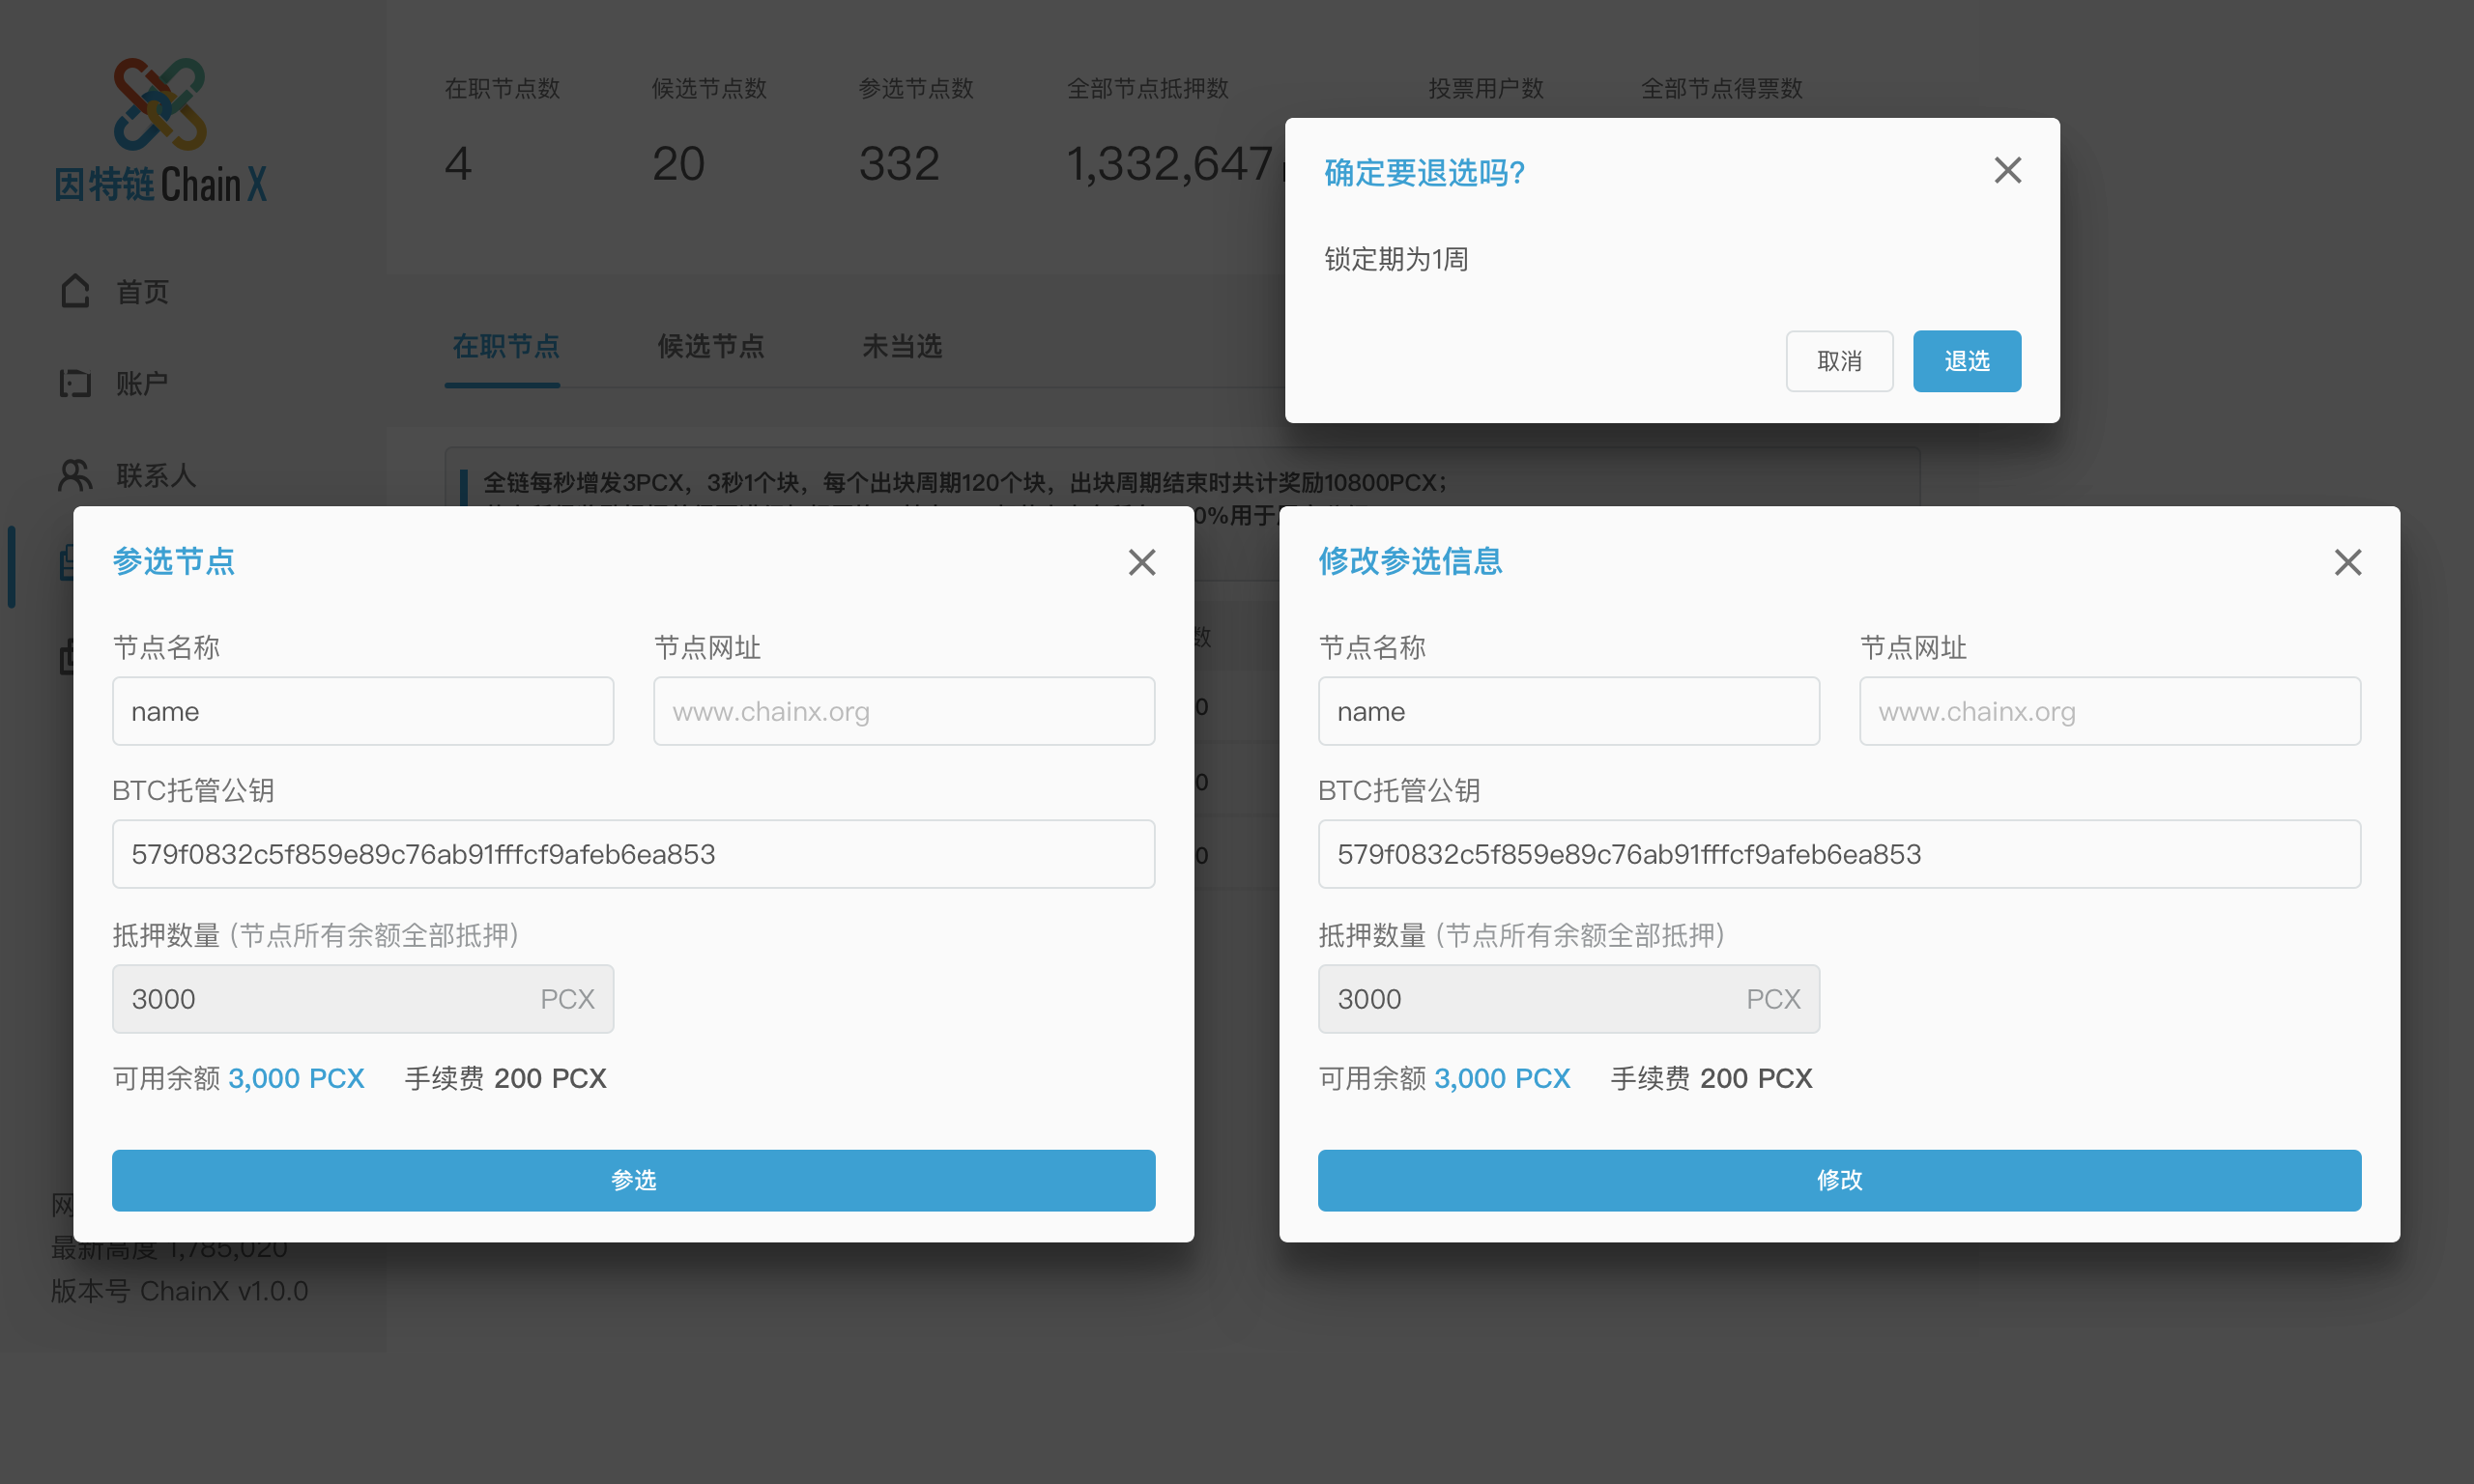 因特链 ChainX
首页
账户
联系人
最新高度 1,785,020
版本号 ChainX v1.0.0
在职节点数
候选节点数
参选节点数
全部节点抵押数
投票用户数
全部节点得票数
4
20
332
1,332,647
在职节点
候选节点
未当选
全链每秒增发3PCX，3秒1个块，每个出块周期120个块，出块周期结束时共计奖励10800PCX；
0%用于
数
0
0
0
确定要退选吗?
锁定期为1周
取消
退选
参选节点
节点名称
节点网址
name
www.chainx.org
BTC托管公钥
579f0832c5f859e89c76ab91fffcf9afeb6ea853
抵押数量 (节点所有余额全部抵押)
3000 PCX
可用余额 3,000 PCX 手续费 200 PCX
参选
修改参选信息
节点名称
节点网址
name
www.chainx.org
BTC托管公钥
579f0832c5f859e89c76ab91fffcf9afeb6ea853
抵押数量 (节点所有余额全部抵押)
3000 PCX
可用余额 3,000 PCX 手续费 200 PCX
修改